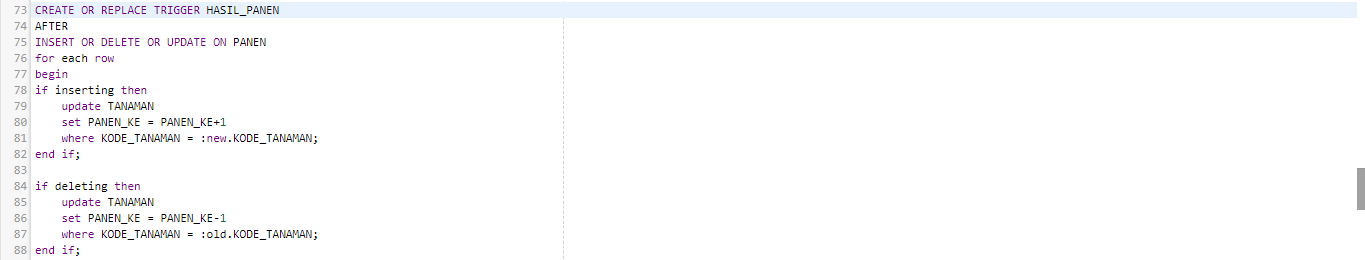 73 CREATE OR REPLACE TRIGGER HASIL_PANEN
74 AFTER
75 INSERT OR DELETE OR UPDATE ON PANEN
76 for each row
77 begin
78 if inserting then
79     update TANAMAN
80     set PANEN_KE = PANEN_KE+1
81     where KODE_TANAMAN = :new.KODE_TANAMAN;
82 end if;
83
84 if deleting then
85     update TANAMAN
86     set PANEN_KE = PANEN_KE-1
87     where KODE_TANAMAN = :old.KODE_TANAMAN;
88 end if;